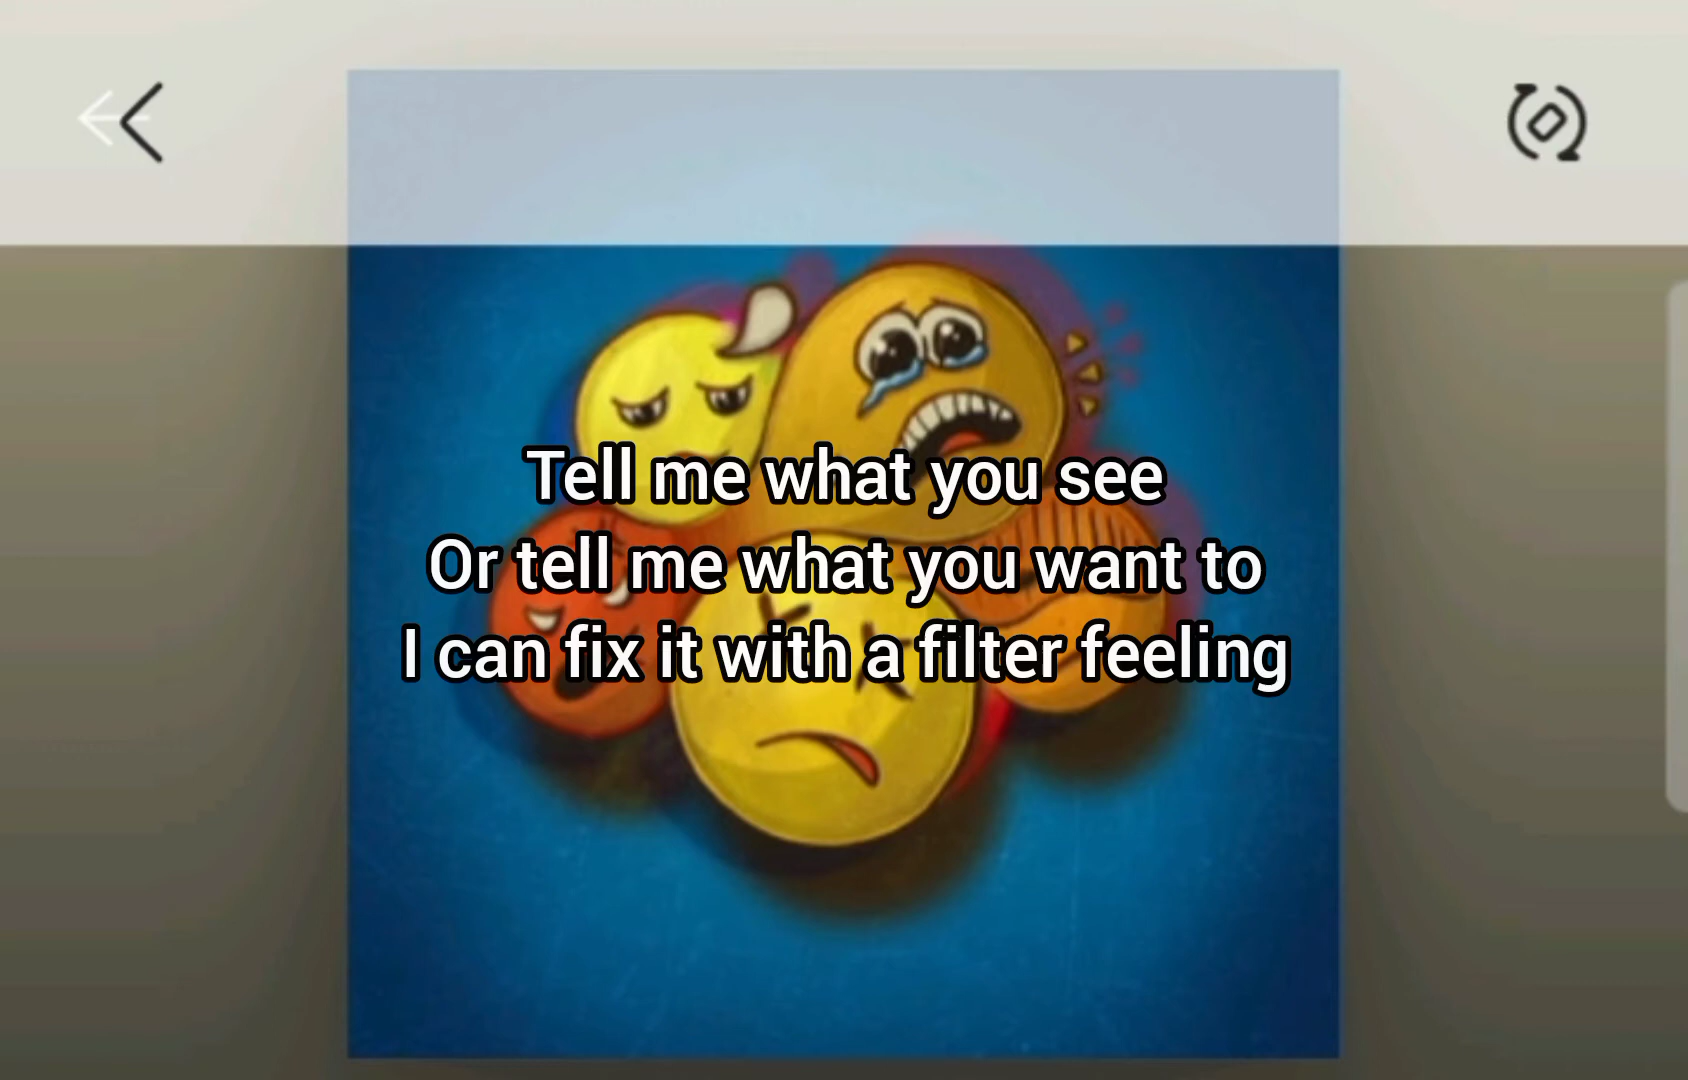 Tell me what you see
Or tell me what you want to
I can fix it with a filter feeling